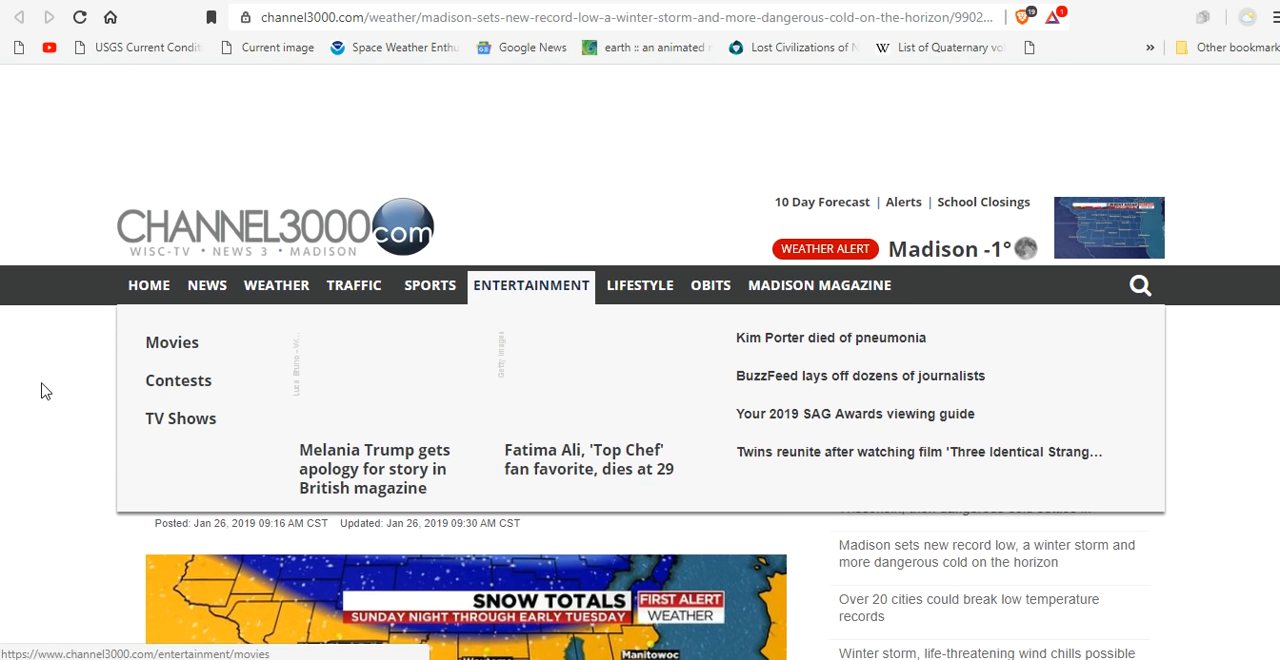 channel3000.com/weather/madison-sets-new-record-low-a-winter-storm-and-more-dangerous-cold-on-the-horizon/9902...
19
1
USGS Current Condit
Current image
Space Weather Enthu
Google News
earth :: an animated
Lost Civilizations of N
W
List of Quaternary vo
»
Other bookmark
10 Day Forecast | Alerts | School Closings
CHANNEL3000.com
WISC-TV • NEWS 3 • MADISON
WEATHER ALERT
Madison -1°
HOME NEWS WEATHER TRAFFIC SPORTS ENTERTAINMENT LIFESTYLE OBITS MADISON MAGAZINE
Movies
Contests
TV Shows
Getty Images
Melania Trump gets
apology for story in
British magazine
Fatima Ali, 'Top Chef'
fan favorite, dies at 29
Kim Porter died of pneumonia
BuzzFeed lays off dozens of journalists
Your 2019 SAG Awards viewing guide
Twins reunite after watching film 'Three Identical Strang...
Posted: Jan 26, 2019 09:16 AM CST Updated: Jan 26, 2019 09:30 AM CST
SNOW TOTALS
SUNDAY NIGHT THROUGH EARLY TUESDAY
FIRST ALERT
WEATHER
Manitowoc
Madison sets new record low, a winter storm and
more dangerous cold on the horizon
Over 20 cities could break low temperature
records
Winter storm, life-threatening wind chills possible
https://www.channel3000.com/entertainment/movies